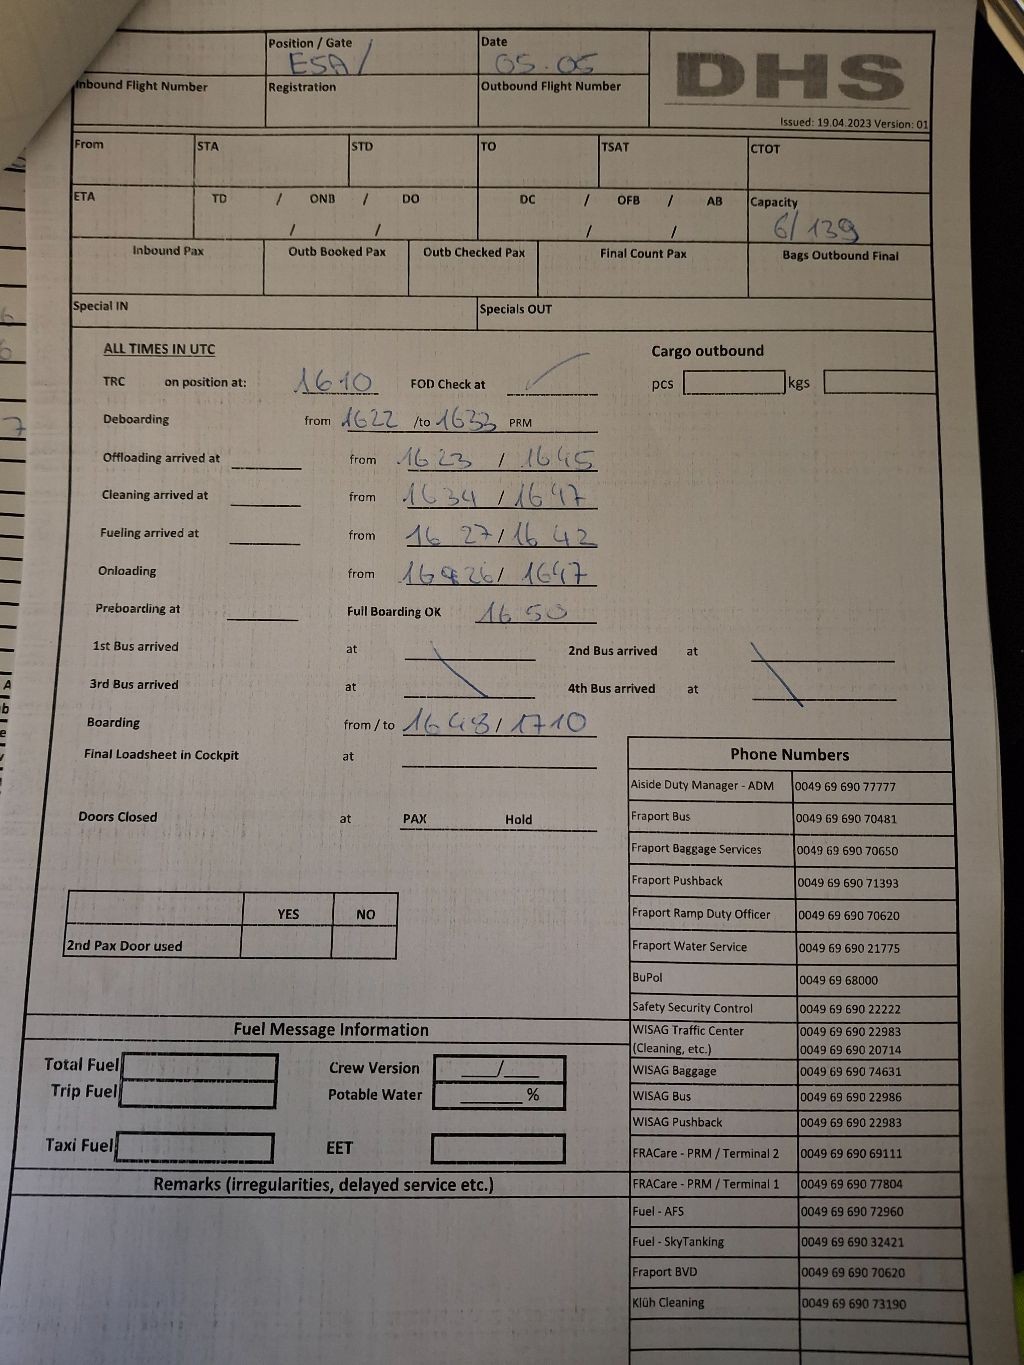 Position / Gate
Date
DHS
05.05
Inbound Flight Number
Registration
Outbound Flight Number
Issued: 19.04.2023 Version: 01
From
STA
STD
TO
TSAT
CTOT
ETA
TD / ONB / DO
DC / OFB / AB
Capacity
/ /
/ /
6/ 139
Inbound Pax
Outb Booked Pax
Outb Checked Pax
Final Count Pax
Bags Outbound Final
Special IN
Specials OUT
ALL TIMES IN UTC
Cargo outbound
TRC on position at: 1610 FOD Check at
pcs kgs
Deboarding from 1622 /to 1633 PRM
Offloading arrived at from 1623 / 1645
Cleaning arrived at from 1634 / 1647
Fueling arrived at from 16 27 / 16 42
Onloading from 16 26 / 1647
Preboarding at Full Boarding OK 16 50
1st Bus arrived at 2nd Bus arrived at
3rd Bus arrived at 4th Bus arrived at
Boarding from / to 1648 / 1710
Final Loadsheet in Cockpit at
Doors Closed at PAX Hold
YES NO
2nd Pax Door used
Phone Numbers
Aiside Duty Manager - ADM 0049 69 690 77777
Fraport Bus 0049 69 690 70481
Fraport Baggage Services 0049 69 690 70650
Fraport Pushback 0049 69 690 71393
Fraport Ramp Duty Officer 0049 69 690 70620
Fraport Water Service 0049 69 690 21775
BuPol 0049 69 68000
Safety Security Control 0049 69 690 22222
WISAG Traffic Center 0049 69 690 22983
(Cleaning, etc.) 0049 69 690 20714
WISAG Baggage 0049 69 690 74631
WISAG Bus 0049 69 690 22986
WISAG Pushback 0049 69 690 22983
FRACare - PRM / Terminal 2 0049 69 690 69111
FRACare - PRM / Terminal 1 0049 69 690 77804
Fuel - AFS 0049 69 690 72960
Fuel - SkyTanking 0049 69 690 32421
Fraport BVD 0049 69 690 70620
Klüh Cleaning 0049 69 690 73190
Fuel Message Information
Total Fuel Crew Version /
Trip Fuel Potable Water %
Taxi Fuel EET
Remarks (irregularities, delayed service etc.)